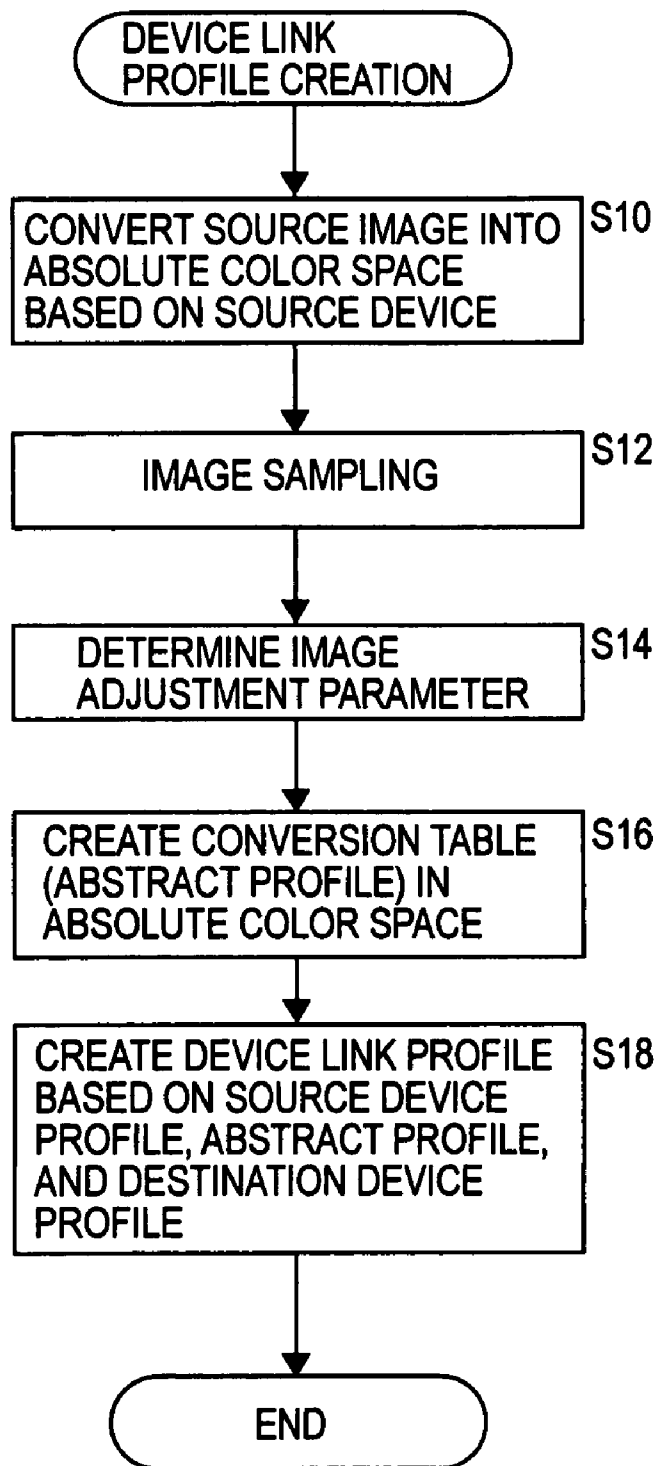 DEVICE LINK
PROFILE CREATION
S10
CONVERT SOURCE IMAGE INTO
ABSOLUTE COLOR SPACE
BASED ON SOURCE DEVICE
S12
IMAGE SAMPLING
S14
DETERMINE IMAGE
ADJUSTMENT PARAMETER
S16
CREATE CONVERSION TABLE
(ABSTRACT PROFILE) IN
ABSOLUTE COLOR SPACE
S18
CREATE DEVICE LINK PROFILE
BASED ON SOURCE DEVICE
PROFILE, ABSTRACT PROFILE,
AND DESTINATION DEVICE
PROFILE
END